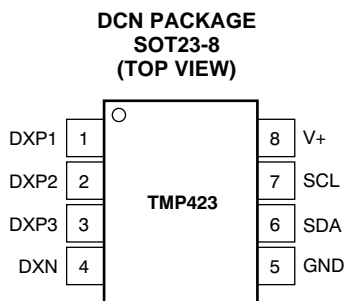 DCN PACKAGE
SOT23-8
(TOP VIEW)
DXP1 1 8 V+
DXP2 2 7 SCL
TMP423
DXP3 3 6 SDA
DXN 4 5 GND